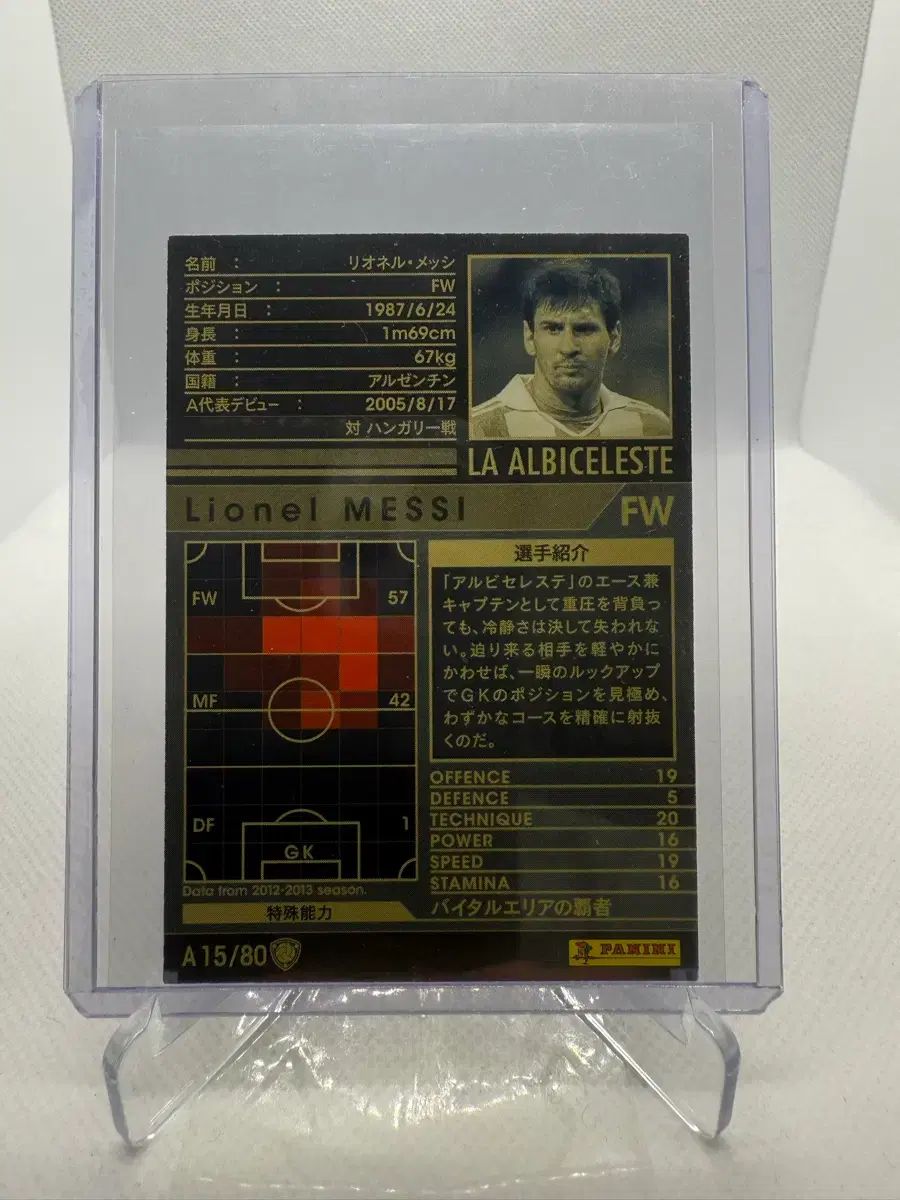 名前 : リオネル・メッシ
ポジション : FW
生年月日 : 1987/6/24
身長 : 1m69cm
体重 : 67kg
国籍 : アルゼンチン
A代表デビュー : 2005/8/17
対 ハンガリー戦
LA ALBICELESTE
Lionel MESSI FW
FW 57
MF 42
DF 1
GK
Data from 2012-2013 season.
選手紹介
「アルビセレステ」のエース兼
キャプテンとして重圧を背負っ
ても、冷静さは決して失われな
い。迫り来る相手を軽やかに
かわせば、一瞬のルックアップ
でGKのポジションを見極め、
わずかなコースを精確に射抜
くのだ。
OFFENCE 19
DEFENCE 5
TECHNIQUE 20
POWER 16
SPEED 19
STAMINA 16
特殊能力 バイタルエリアの覇者
A15/80
PANINI